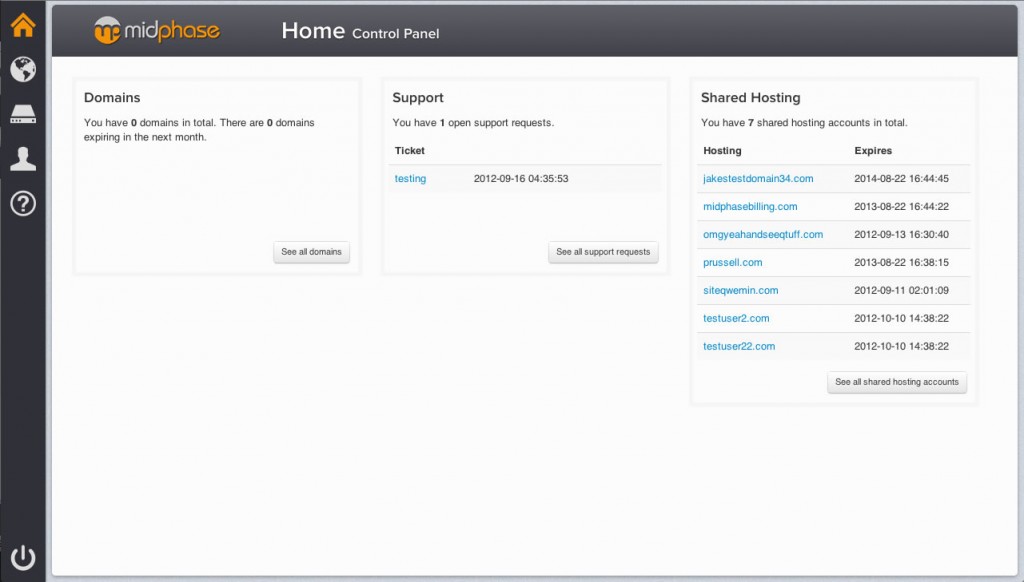 midphase
Home Control Panel
Domains
You have 0 domains in total. There are 0 domains
expiring in the next month.
See all domains
Support
You have 1 open support requests.
Ticket
testing 2012-09-16 04:35:53
See all support requests
Shared Hosting
You have 7 shared hosting accounts in total.
Hosting Expires
jakestestdomain34.com 2014-08-22 16:44:45
midphasebilling.com 2013-08-22 16:44:22
omgyeahandseeqtuff.com 2012-09-13 16:30:40
prussell.com 2013-08-22 16:38:15
siteqwemin.com 2012-09-11 02:01:09
testuser2.com 2012-10-10 14:38:22
testuser22.com 2012-10-10 14:38:22
See all shared hosting accounts